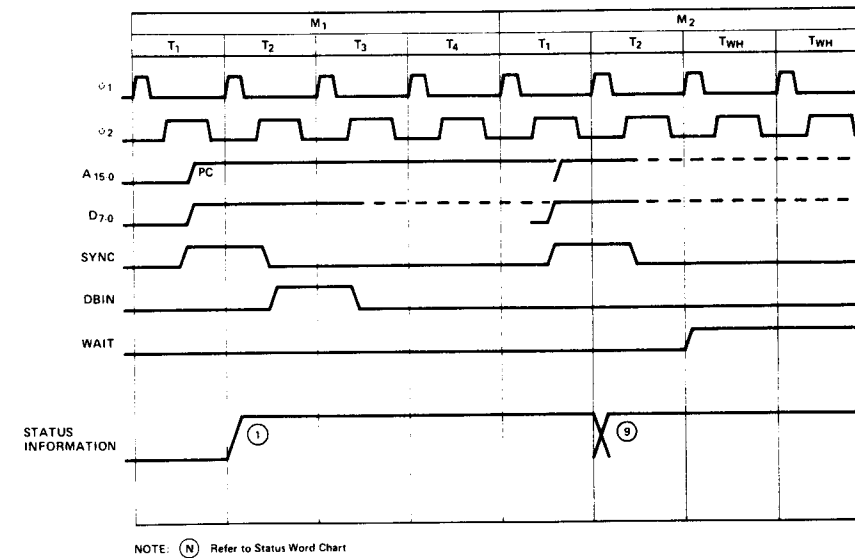 M1 M2
T1 T2 T3 T4 T1 T2 TWH TWH
φ1
φ2
A15-0 PC
D7-0
SYNC
DBIN
WAIT
STATUS
INFORMATION
1 9
NOTE: N Refer to Status Word Chart